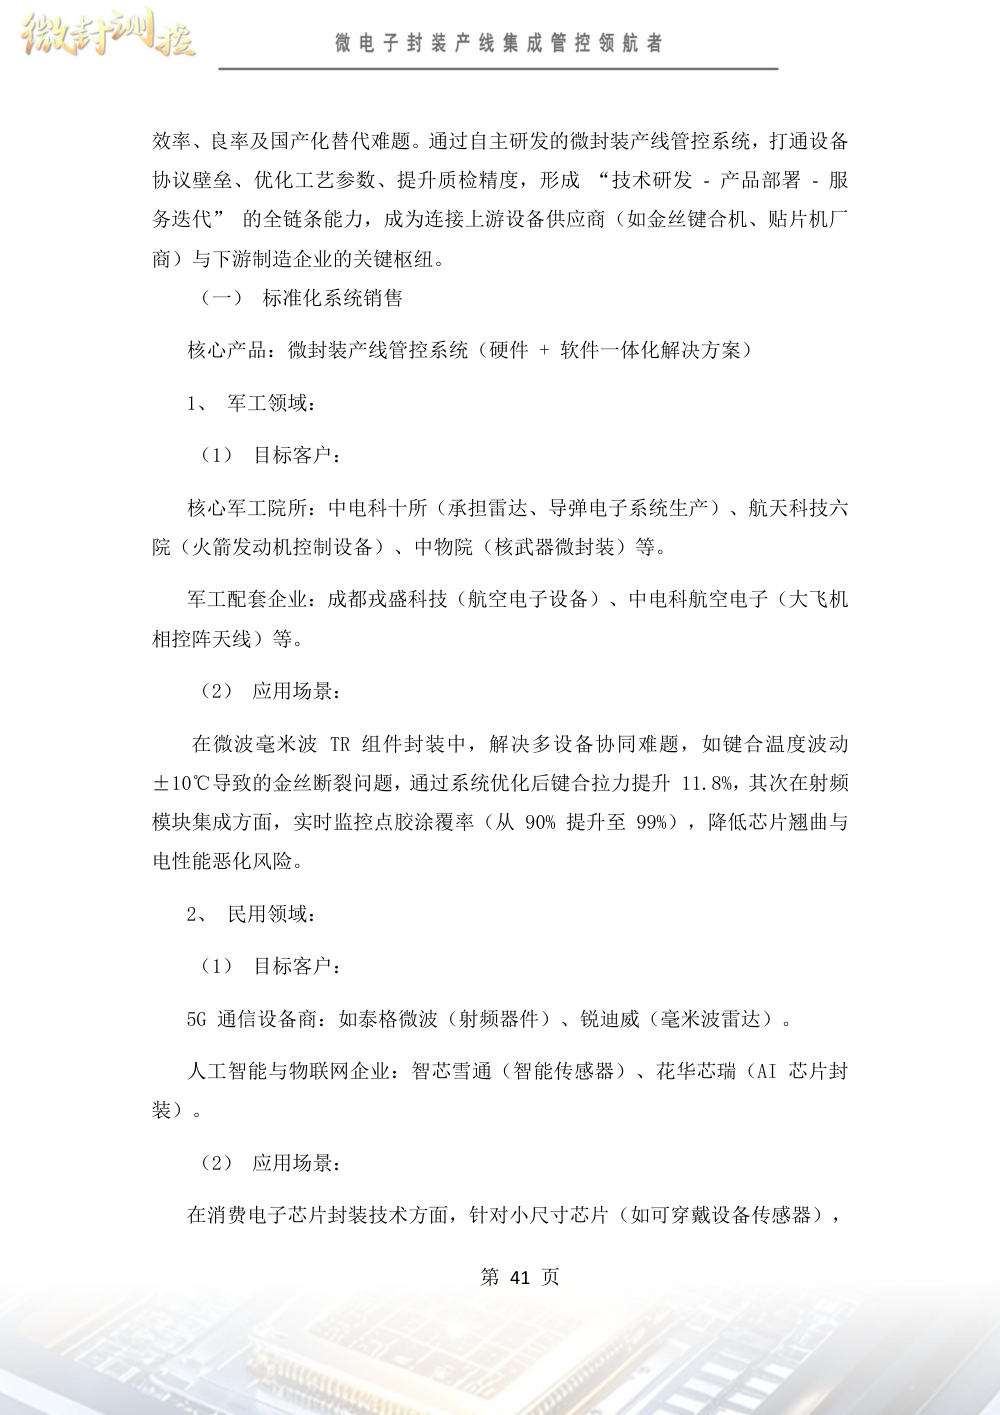 微封测控
微电子封装产线集成管控领航者
效率、良率及国产化替代难题。通过自主研发的微封装产线管控系统，打通设备
协议壁垒、优化工艺参数、提升质检精度，形成 “技术研发 - 产品部署 - 服
务迭代” 的全链条能力，成为连接上游设备供应商（如金丝键合机、贴片机厂
商）与下游制造企业的关键枢纽。
（一） 标准化系统销售
核心产品：微封装产线管控系统（硬件 + 软件一体化解决方案）
1、 军工领域：
（1） 目标客户：
核心军工院所：中电科十所（承担雷达、导弹电子系统生产）、航天科技六
院（火箭发动机控制设备）、中物院（核武器微封装）等。
军工配套企业：成都戎盛科技（航空电子设备）、中电科航空电子（大飞机
相控阵天线）等。
（2） 应用场景：
在微波毫米波 TR 组件封装中，解决多设备协同难题，如键合温度波动
±10℃导致的金丝断裂问题，通过系统优化后键合拉力提升 11.8%，其次在射频
模块集成方面，实时监控点胶涂覆率（从 90% 提升至 99%），降低芯片翘曲与
电性能恶化风险。
2、 民用领域：
（1） 目标客户：
5G 通信设备商：如泰格微波（射频器件）、锐迪威（毫米波雷达）。
人工智能与物联网企业：智芯雪通（智能传感器）、花华芯瑞（AI 芯片封
装）。
（2） 应用场景：
在消费电子芯片封装技术方面，针对小尺寸芯片（如可穿戴设备传感器），
第 41 页